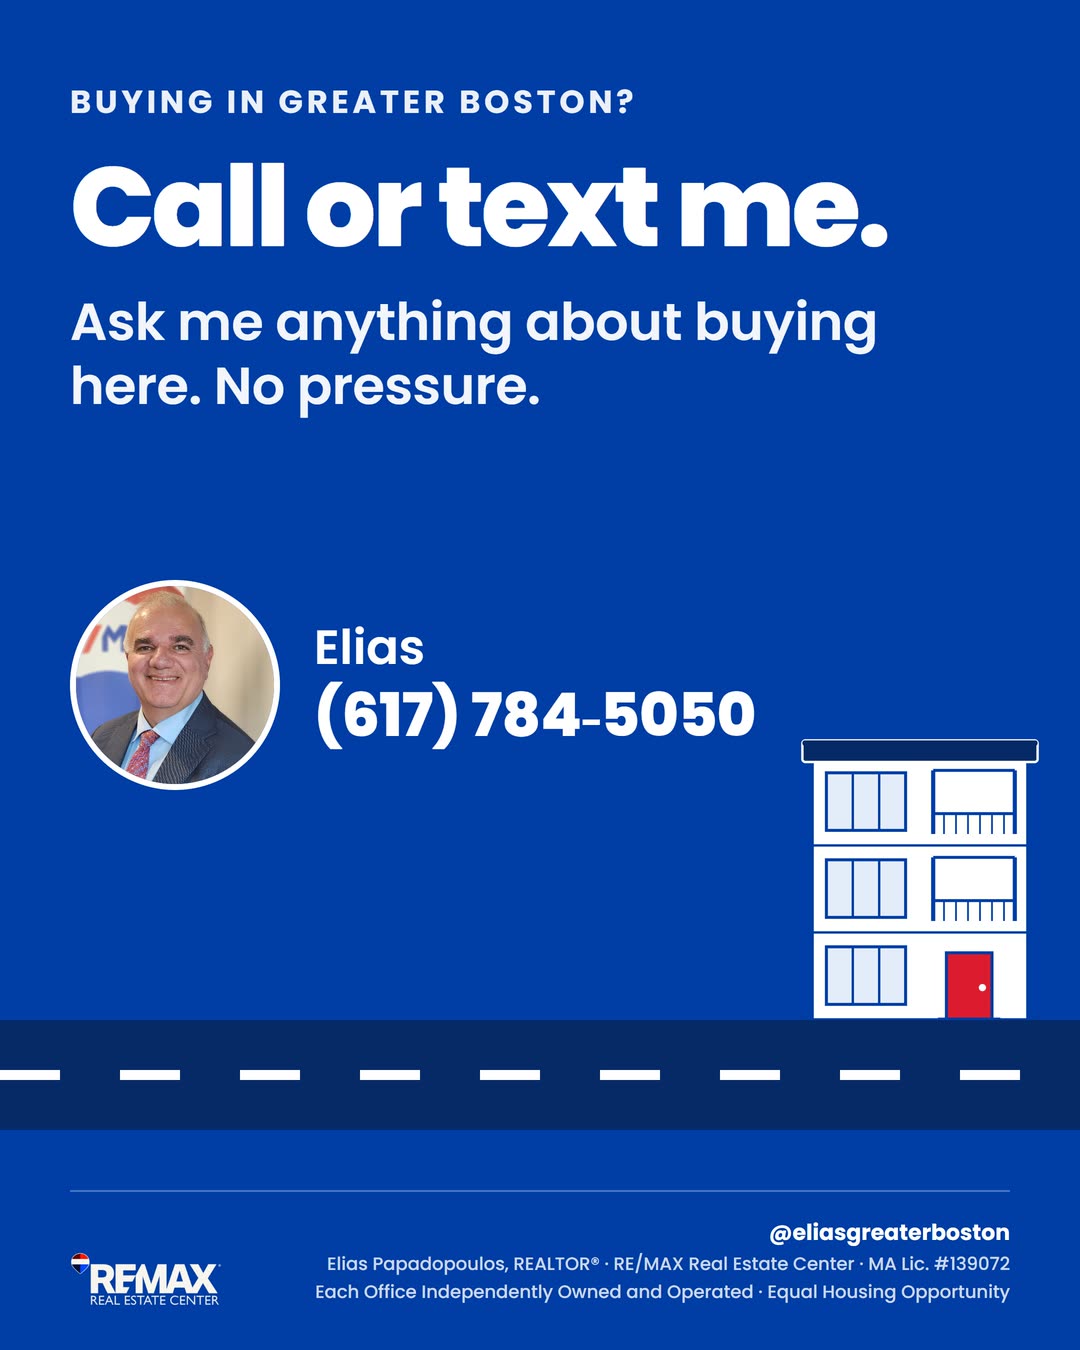 BUYING IN GREATER BOSTON?
Call or text me.
Ask me anything about buying
here. No pressure.
/M
Elias
(617) 784-5050
@eliasgreaterboston
Elias Papadopoulos, REALTOR® · RE/MAX Real Estate Center · MA Lic. #139072
Each Office Independently Owned and Operated · Equal Housing Opportunity
RE/MAX
REAL ESTATE CENTER